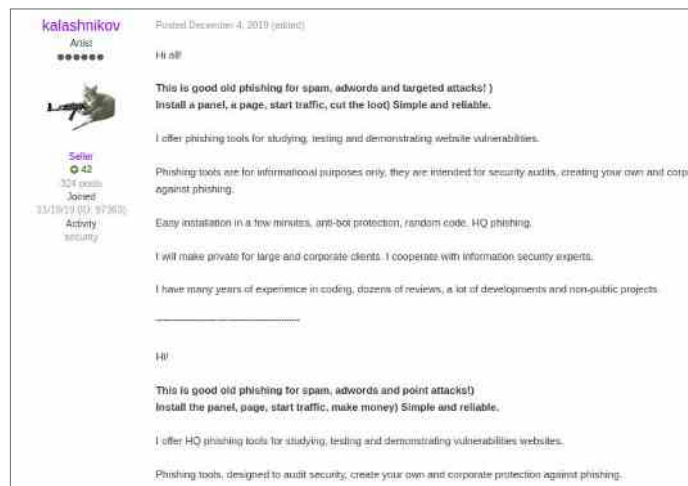 kalashnikov
Artist
Seller
42
324 posts
Joined
11/19/19 (ID: 97363)
Activity
security
Posted December 4, 2019 (edited)
Hi all!
This is good old phishing for spam, adwords and targeted attacks! )
Install a panel, a page, start traffic, cut the loot) Simple and reliable.
I offer phishing tools for studying, testing and demonstrating website vulnerabilities.
Phishing tools are for informational purposes only, they are intended for security audits, creating your own and corp
against phishing.
Easy installation in a few minutes, anti-bot protection, random code. HQ phishing.
I will make private for large and corporate clients. I cooperate with information security experts.
I have many years of experience in coding, dozens of reviews, a lot of developments and non-public projects.
------------------------------------
Hi!
This is good old phishing for spam, adwords and point attacks!)
Install the panel, page, start traffic, make money) Simple and reliable.
I offer HQ phishing tools for studying, testing and demonstrating vulnerabilities websites.
Phishing tools, designed to audit security, create your own and corporate protection against phishing.